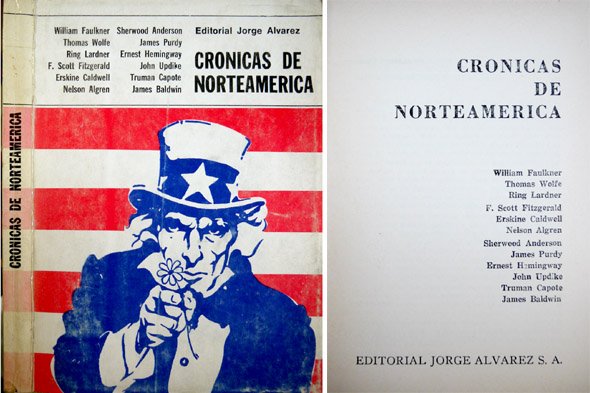 William Faulkner
Thomas Wolfe
Ring Lardner
F. Scott Fitzgerald
Erskine Caldwell
Nelson Algren
Sherwood Anderson
James Purdy
Ernest Hemingway
John Updike
Truman Capote
James Baldwin
Editorial Jorge Alvarez
CRONICAS DE
NORTEAMERICA
CRONICAS DE NORTEAMERICA
CRONICAS
DE
NORTEAMERICA
William Faulkner
Thomas Wolfe
Ring Lardner
F. Scott Fitzgerald
Erskine Caldwell
Nelson Algren
Sherwood Anderson
James Purdy
Ernest Hemingway
John Updike
Truman Capote
James Baldwin
EDITORIAL JORGE ALVAREZ S. A.